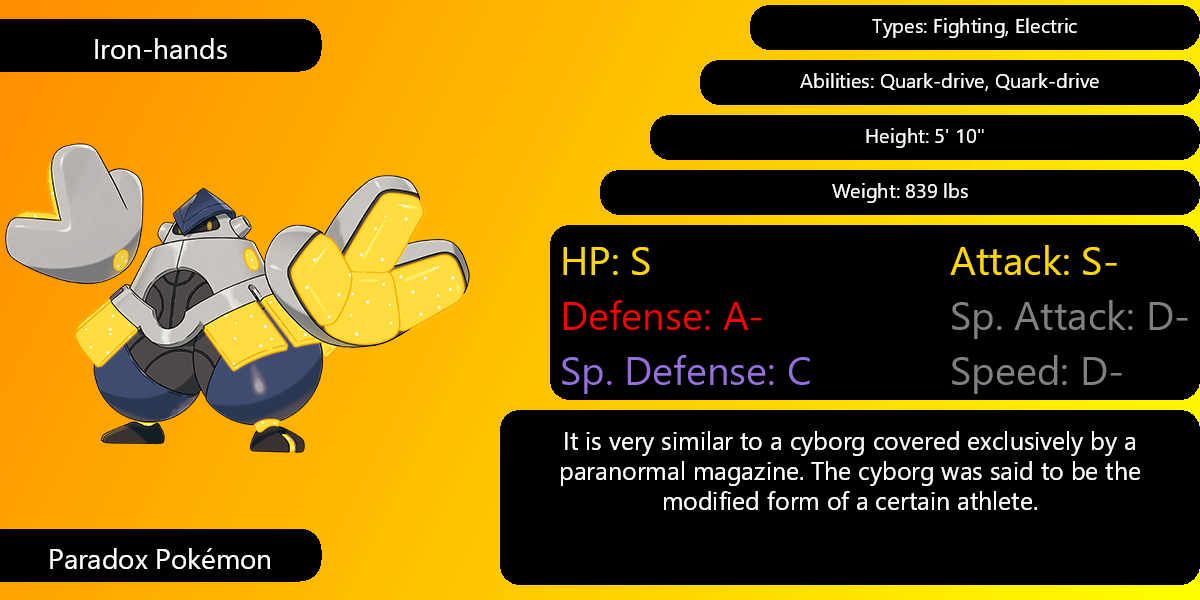 Iron-hands
Types: Fighting, Electric
Abilities: Quark-drive, Quark-drive
Height: 5' 10"
Weight: 839 lbs
HP: S
Attack: S-
Defense: A-
Sp. Attack: D-
Sp. Defense: C
Speed: D-
It is very similar to a cyborg covered exclusively by a
paranormal magazine. The cyborg was said to be the
modified form of a certain athlete.
Paradox Pokémon